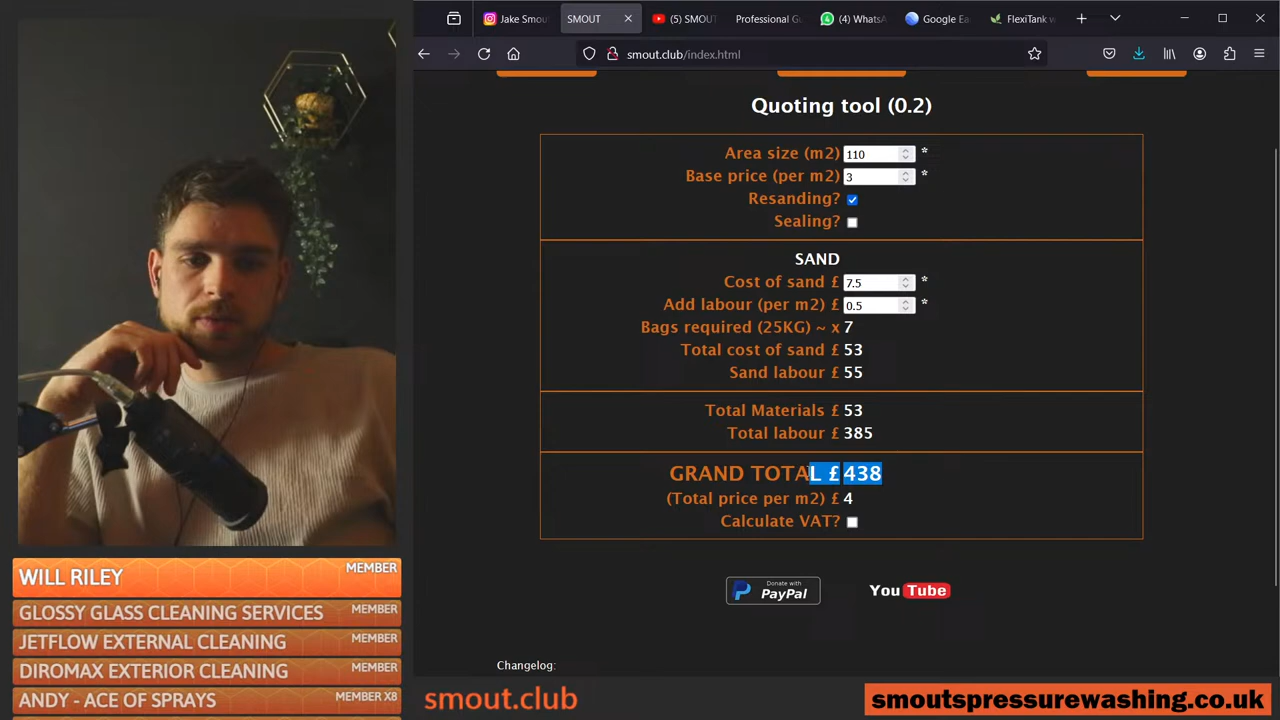 Jake Smou
SMOUT
(5) SMOUT
Professional Gu
(4) WhatsA
Google Ea
FlexiTank w
smout.club/index.html
Quoting tool (0.2)
Area size (m2) 110 *
Base price (per m2) 3 *
Resanding?
Sealing?
SAND
Cost of sand £ 7.5 *
Add labour (per m2) £ 0.5 *
Bags required (25KG) ~ x 7
Total cost of sand £ 53
Sand labour £ 55
Total Materials £ 53
Total labour £ 385
GRAND TOTAL £ 438
(Total price per m2) £ 4
Calculate VAT?
Donate with
PayPal
YouTube
Changelog:
WILL RILEY MEMBER
GLOSSY GLASS CLEANING SERVICES MEMBER
JETFLOW EXTERNAL CLEANING MEMBER
DIROMAX EXTERIOR CLEANING MEMBER
ANDY - ACE OF SPRAYS MEMBER X8
smout.club
smoutspressurewashing.co.uk